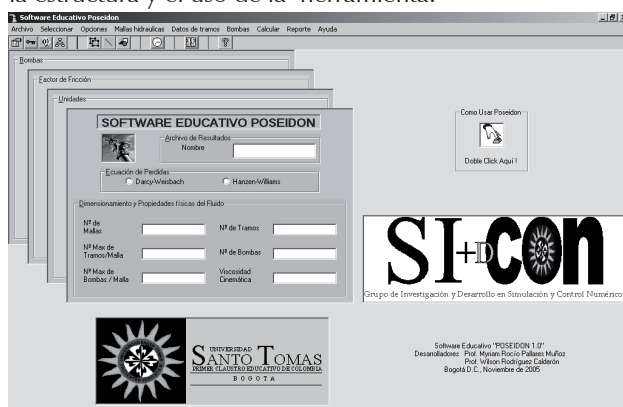 la estructura y el uso de la herramienta.
Software Educativo Poseidon
Archivo Seleccionar Opciones Mallas hidraulicas Datos de tramos Bombas Calcular Reporte Ayuda
Bombas
Factor de Fricción
Unidades
SOFTWARE EDUCATIVO POSEIDON
Archivo de Resultados
Nombre
Ecuación de Perdidas
Darcy-Weisbach Hanzen-Williams
Dimensionamiento y Propiedades físicas del Fluido
Nº de Mallas
Nº de Tramos
Nº Max de Tramos/Malla
Nº de Bombas
Nº Max de Bombas / Malla
Viscosidad Cinemática
Como Usar Poseidon
Doble Click Aquí !
SI+D CON
Grupo de Investigación y Desarrollo en Simulación y Control Numérico
UNIVERSIDAD
SANTO TOMAS
PRIMER CLAUSTRO EDUCATIVO DE COLOMBIA
BOGOTA
Software Educativo "POSEIDON 1.0"
Desarolladores: Prof. Myriam Rocío Pallares Muñoz
Prof. Wilson Rodríguez Calderón
Bogotá D.C., Noviembre de 2005